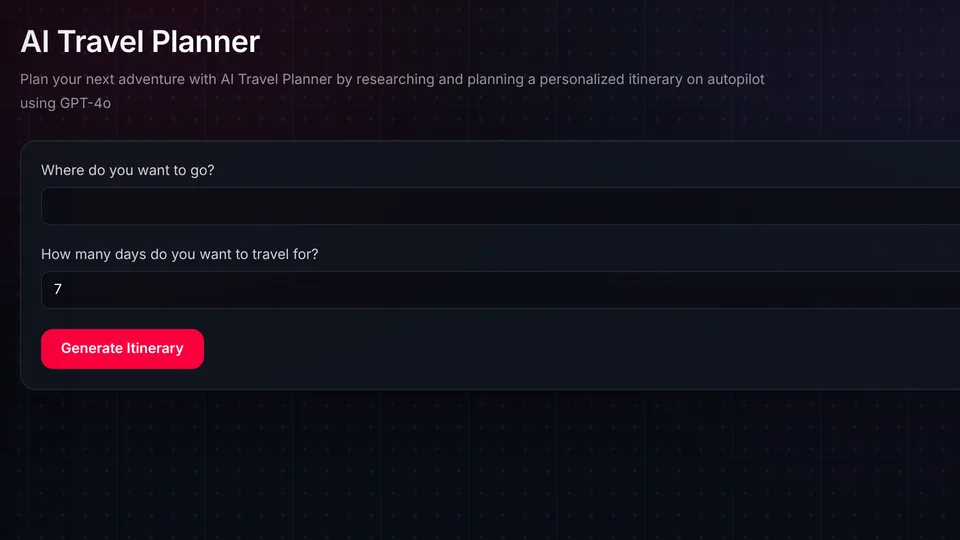 AI Travel Planner
Plan your next adventure with AI Travel Planner by researching and planning a personalized itinerary on autopilot
using GPT-4o
Where do you want to go?
How many days do you want to travel for?
7
Generate Itinerary